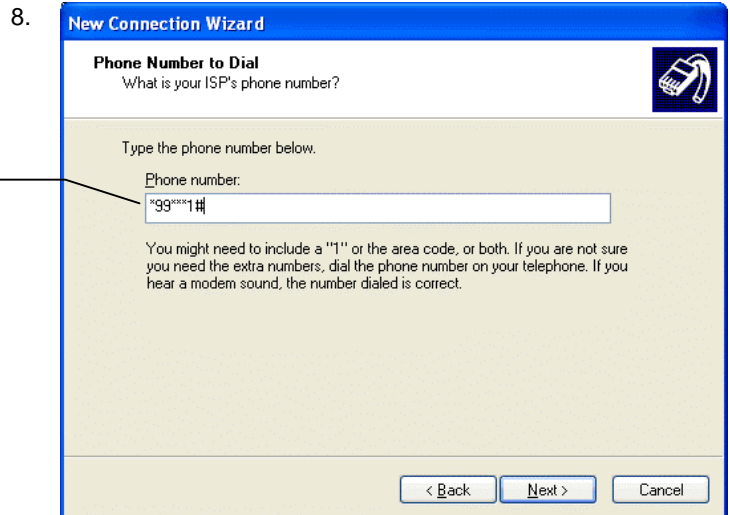 8.
New Connection Wizard
Phone Number to Dial
What is your ISP's phone number?
Type the phone number below.
Phone number:
*99***1#
You might need to include a "1" or the area code, or both. If you are not sure
you need the extra numbers, dial the phone number on your telephone. If you
hear a modem sound, the number dialed is correct.
< Back
Next >
Cancel